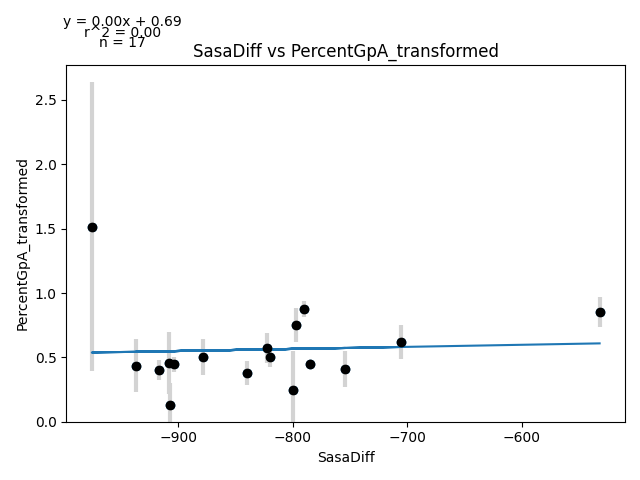 y = 0.00x + 0.69
r^2 = 0.00
n = 17
SasaDiff vs PercentGpA_transformed
PercentGpA_transformed
2.5
2.0
1.5
1.0
0.5
0.0
−900 −800 −700 −600
SasaDiff